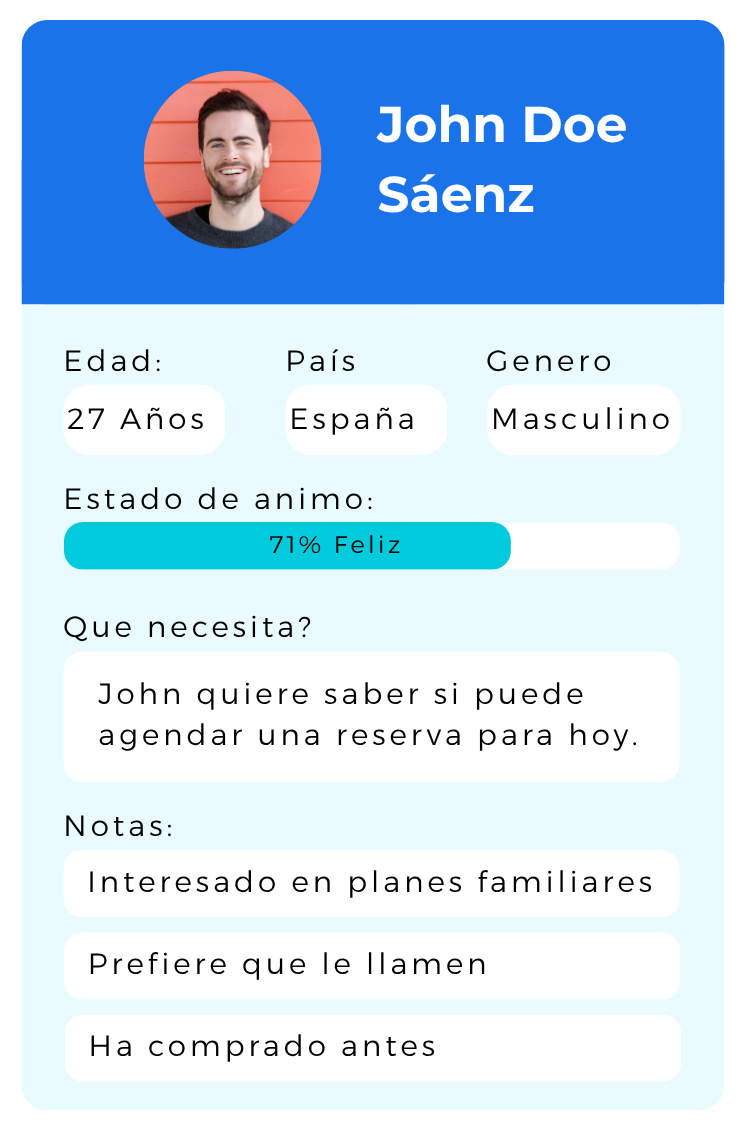 John Doe
Sáenz
Edad:
País
Genero
27 Años
España
Masculino
Estado de animo:
71% Feliz
Que necesita?
John quiere saber si puede
agendar una reserva para hoy.
Notas:
Interesado en planes familiares
Prefiere que le llamen
Ha comprado antes